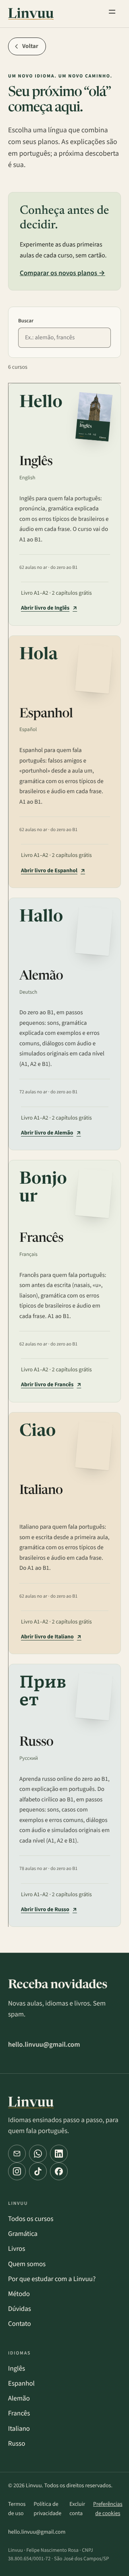 Linvuu
Voltar
UM NOVO IDIOMA. UM NOVO CAMINHO.
Seu próximo “olá”
começa aqui.
Escolha uma língua que combina
com seus planos. As explicações são
em português; a próxima descoberta
é sua.
Conheça antes de
decidir.
Experimente as duas primeiras
aulas de cada curso, sem cartão.
Comparar os novos planos →
Buscar
Ex.: alemão, francês
6 cursos
Hello
Inglês
Inglês
English
Inglês para quem fala português:
pronúncia, gramática explicada
com os erros típicos de brasileiros e
áudio em cada frase. O curso vai do
A1 ao B1.
62 aulas no ar · do zero ao B1
Livro A1–A2 · 2 capítulos grátis
Abrir livro de Inglês ↗
Hola
Espanhol
Español
Espanhol para quem fala
português: falsos amigos e
«portunhol» desde a aula um,
gramática com os erros típicos de
brasileiros e áudio em cada frase.
A1 ao B1.
62 aulas no ar · do zero ao B1
Livro A1–A2 · 2 capítulos grátis
Abrir livro de Espanhol ↗
Hallo
Alemão
Deutsch
Do zero ao B1, em passos
pequenos: sons, gramática
explicada com exemplos e erros
comuns, diálogos com áudio e
simulados originais em cada nível
(A1, A2 e B1).
71 aulas no ar · do zero ao B1
Livro A1–A2 · 2 capítulos grátis
Abrir livro de Alemão ↗
Bonjo
ur
Francês
Français
Francês para quem fala português:
som antes da escrita (nasais, «u»,
liaison), gramática com os erros
típicos de brasileiros e áudio em
cada frase. A1 ao B1.
62 aulas no ar · do zero ao B1
Livro A1–A2 · 2 capítulos grátis
Abrir livro de Francês ↗
Ciao
Italiano
Italiano
Italiano para quem fala português:
som e escrita desde a primeira aula,
gramática com os erros típicos de
brasileiros e áudio em cada frase.
Do A1 ao B1.
62 aulas no ar · do zero ao B1
Livro A1–A2 · 2 capítulos grátis
Abrir livro de Italiano ↗
Прив
ет
Russo
Русский
Aprenda russo online do zero ao B1,
com explicação em português. Do
alfabeto cirílico ao B1, em passos
pequenos: sons, casos com
exemplos e erros comuns, diálogos
com áudio e simulados originais em
cada nível (A1, A2 e B1).
78 aulas no ar · do zero ao B1
Livro A1–A2 · 2 capítulos grátis
Abrir livro de Russo ↗
Receba novidades
Novas aulas, idiomas e livros. Sem
spam.
hello.linvuu@gmail.com
Linvuu
Idiomas ensinados passo a passo, para
quem fala português.
LINVUU
Todos os cursos
Gramática
Livros
Quem somos
Por que estudar com a Linvuu?
Método
Dúvidas
Contato
IDIOMAS
Inglês
Espanhol
Alemão
Francês
Italiano
Russo
© 2026 Linvuu. Todos os direitos reservados.
Termos de uso
Política de privacidade
Excluir conta
Preferências de cookies
hello.linvuu@gmail.com
Linvuu · Felipe Nascimento Rosa · CNPJ